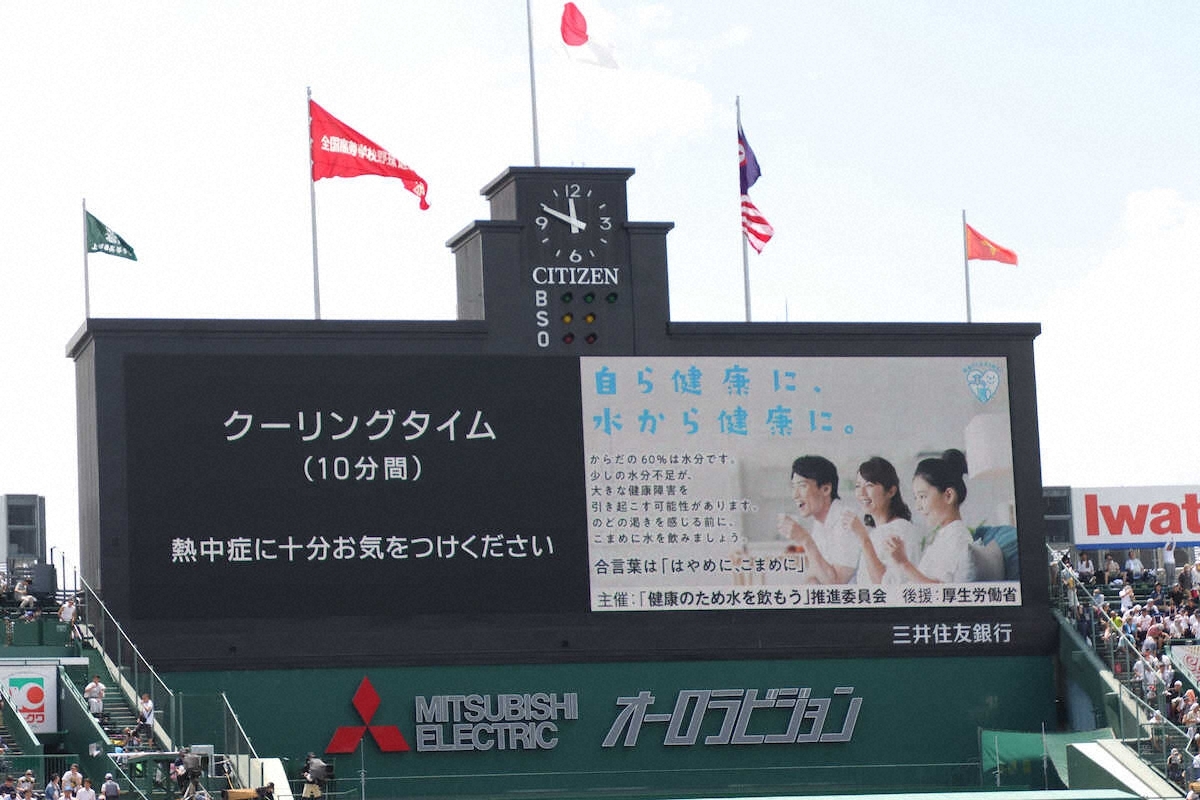 全国高等学校野球選
12
9
3
6
CITIZEN
B
S
O
クーリングタイム
(10分間)
熱中症に十分お気をつけください
自ら健康に、
水から健康に。
からだの60%は水分です。
少しの水分不足が、
大きな健康障害を
引き起こす可能性があります。
のどの渇きを感じる前に、
こまめに水を飲みましょう。
合言葉は「はやめに、こまめに」
主催:「健康のため水を飲もう」推進委員会 後援:厚生労働省
三井住友銀行
MITSUBISHI
ELECTRIC
オーロラビジョン
Iwat